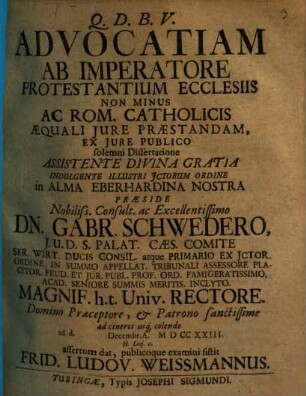 Q. D. B. V.
ADVOCATIAM
AB IMPERATORE
PROTESTANTIUM ECCLESIIS
NON MINUS
AC ROM. CATHOLICIS
ÆQUALI JURE PRÆSTANDAM,
EX JURE PUBLICO
solemni Dissertatione
ASSISTENTE DIVINA GRATIA
INDULGENTE ILLUSTRI JCTORUM ORDINE
in ALMA EBERHARDINA NOSTRA
PRÆSIDE
Nobiliss. Consult. ac Excellentissimo
DN. GABR. SCHWEDERO,
J.U.D. S. PALAT. CÆS. COMITE
SER. WIRT. DUCIS CONSIL. atque PRIMARIO EX JCTOR.
ORDINE, IN SUMMO APPELLAT. TRIBUNALI ASSESSORE PLA-
CITOR. FEUD. ET JUR. PUBL. PROF. ORD. FAMIGERATISSIMO,
ACAD. SENIORE SUMMIS MERITIS. INCLYTO.
MAGNIF. h.t. Univ. RECTORE.
Domino Præceptore, & Patrono sanctissime
ad cineres usq; colendo
ad d. Decembr. A. M D CC XXIII.
H. L. q. c.
assertum dat, publicoque examini sistit
FRID. LUDOV. WEISSMANNUS.
TUBINGÆ, Typis JOSEPHI SIGMUNDI.